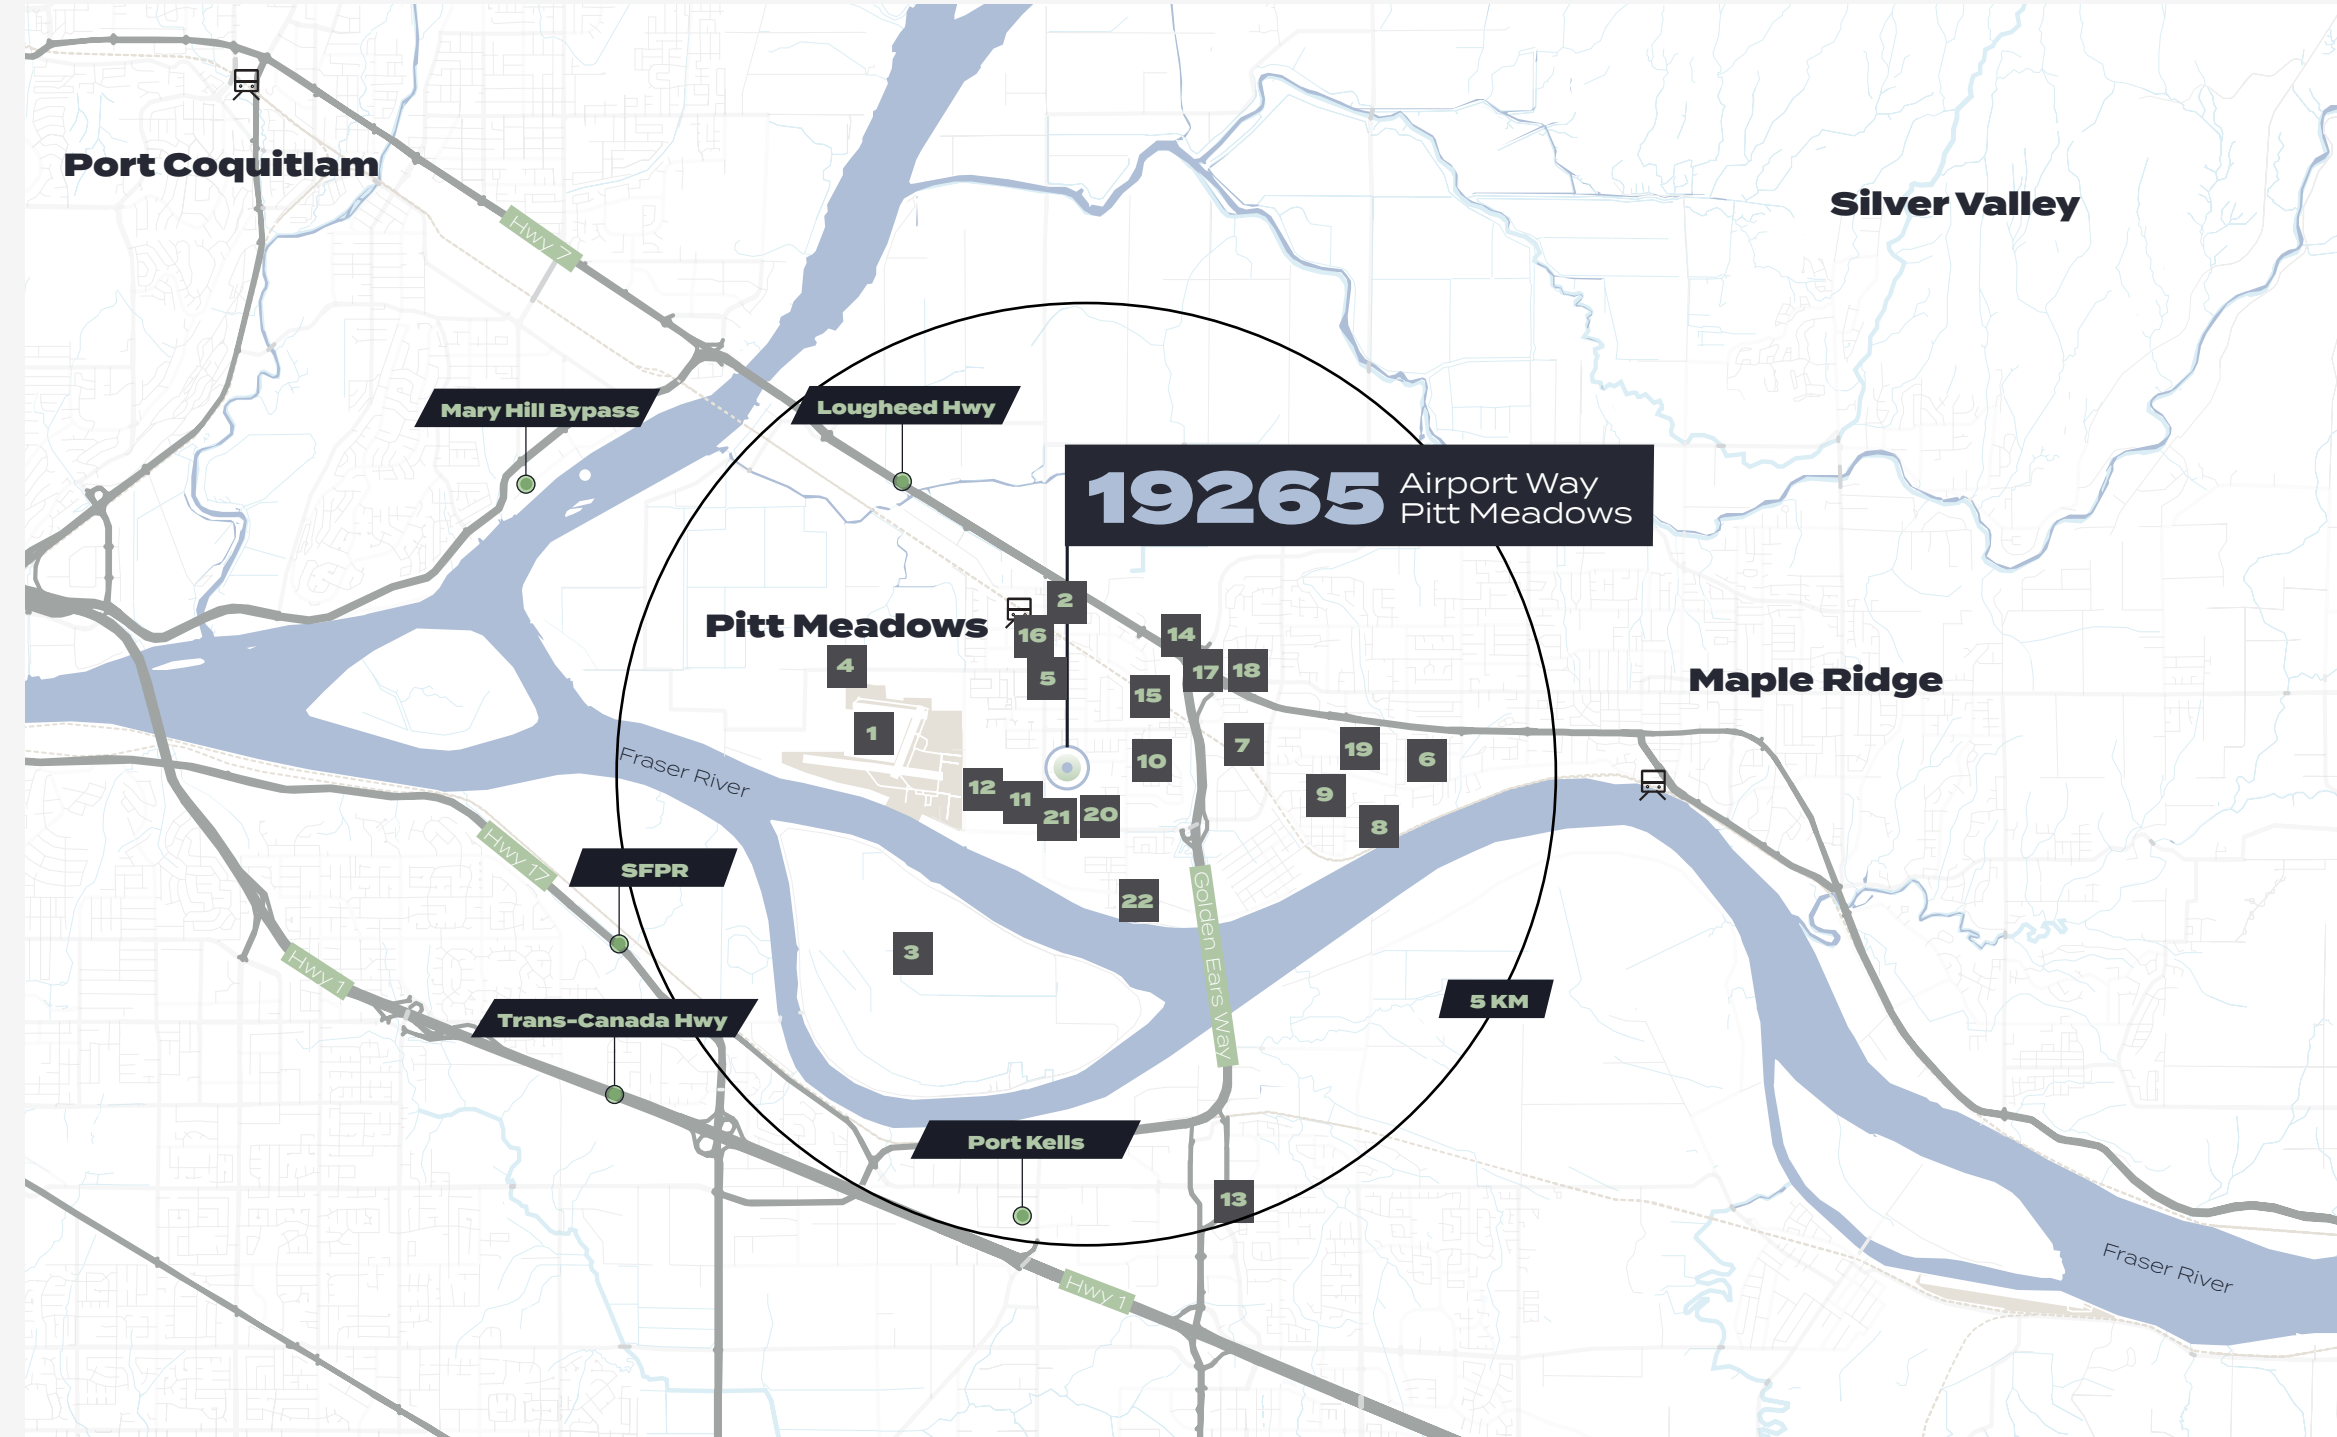 Port Coquitlam
Silver Valley
Hwy 7
Mary Hill Bypass
Lougheed Hwy
19265
Airport Way
Pitt Meadows
2
Pitt Meadows
16
14
4
5
17
18
15
Maple Ridge
1
10
7
19
6
Fraser River
12
11
21
20
9
8
Hwy 17
SFPR
22
Golden Ears Way
3
Hwy 1
Trans-Canada Hwy
5 KM
Port Kells
13
Hwy 1
Fraser River